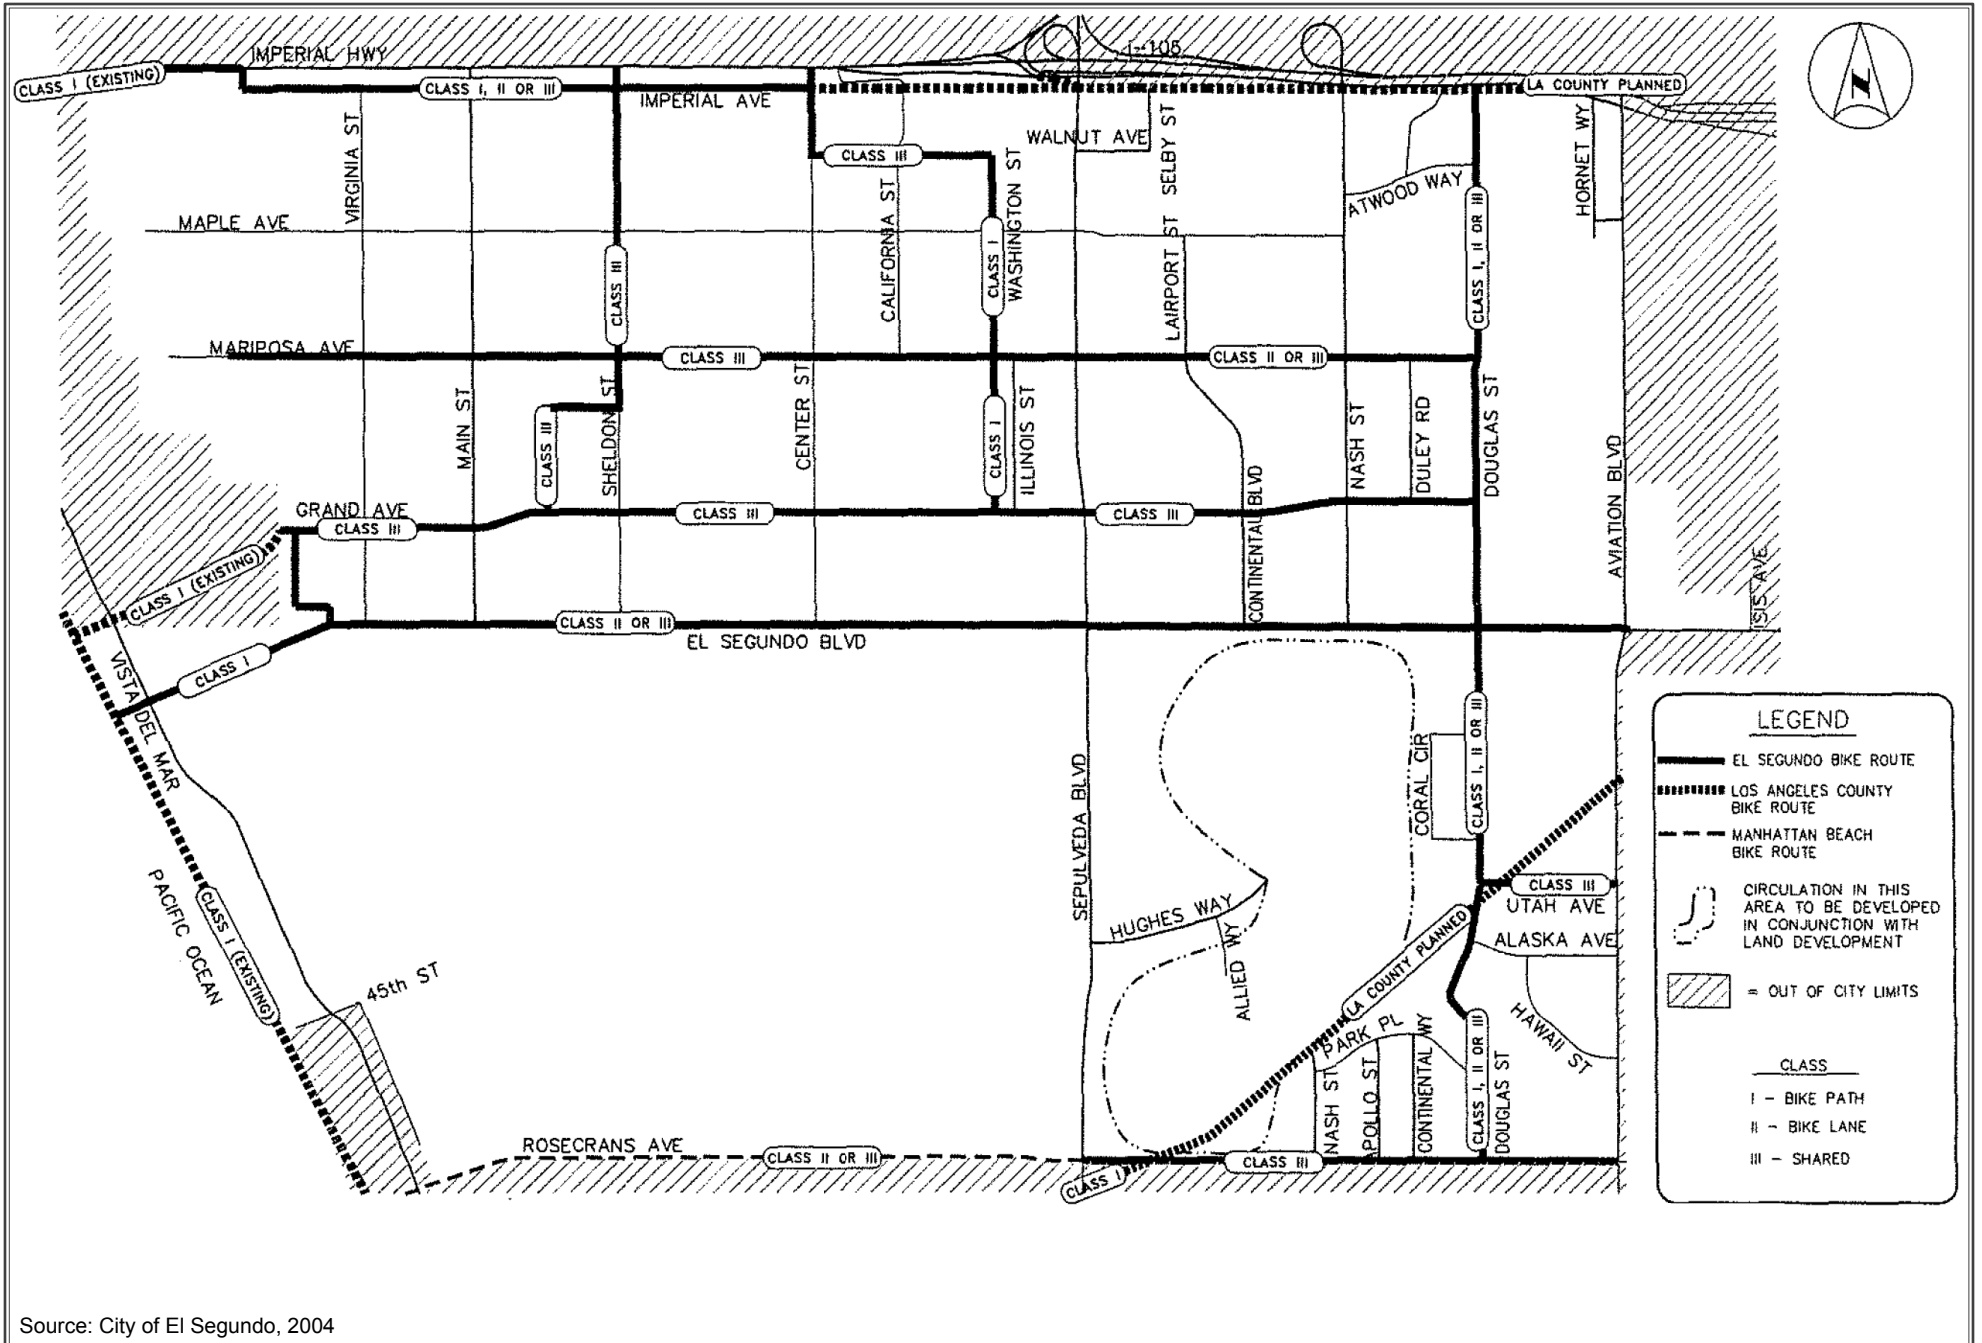 IMPERIAL HWY
I-105
CLASS I (EXISTING)
CLASS I, II OR III
IMPERIAL AVE
LA COUNTY PLANNED
N
VIRGINIA ST
CLASS III
WALNUT AVE
SELBY ST
HORNET WY
ATWOOD WAY
MAPLE AVE
CALIFORNIA ST
CLASS I
WASHINGTON ST
LAIRPORT ST
CLASS I, II OR III
CLASS III
MARIPOSA AVE
CLASS III
CLASS II OR III
MAIN ST
CLASS III
SHELDON ST
CENTER ST
CLASS I
ILLINOIS ST
CONTINENTAL BLVD
NASH ST
DULEY RD
DOUGLAS ST
AVIATION BLVD
GRAND AVE
CLASS III
CLASS III
CLASS III
ISIS AVE
CLASS I (EXISTING)
CLASS II OR III
EL SEGUNDO BLVD
CLASS I
VISTA DEL MAR
SEPULVEDA BLVD
CORAL CIR
CLASS I, II OR III
PACIFIC OCEAN
CLASS I (EXISTING)
45th ST
HUGHES WAY
ALLIED WY
LA COUNTY PLANNED
CLASS III
UTAH AVE
ALASKA AVE
HAWAII ST
PARK PL
NASH ST
APOLLO ST
CONTINENTAL WY
CLASS I, II OR III
DOUGLAS ST
ROSECRANS AVE
CLASS II OR III
CLASS I
CLASS III
LEGEND
EL SEGUNDO BIKE ROUTE
LOS ANGELES COUNTY
BIKE ROUTE
MANHATTAN BEACH
BIKE ROUTE
CIRCULATION IN THIS
AREA TO BE DEVELOPED
IN CONJUNCTION WITH
LAND DEVELOPMENT
= OUT OF CITY LIMITS
CLASS
I - BIKE PATH
II - BIKE LANE
III - SHARED
Source: City of El Segundo, 2004